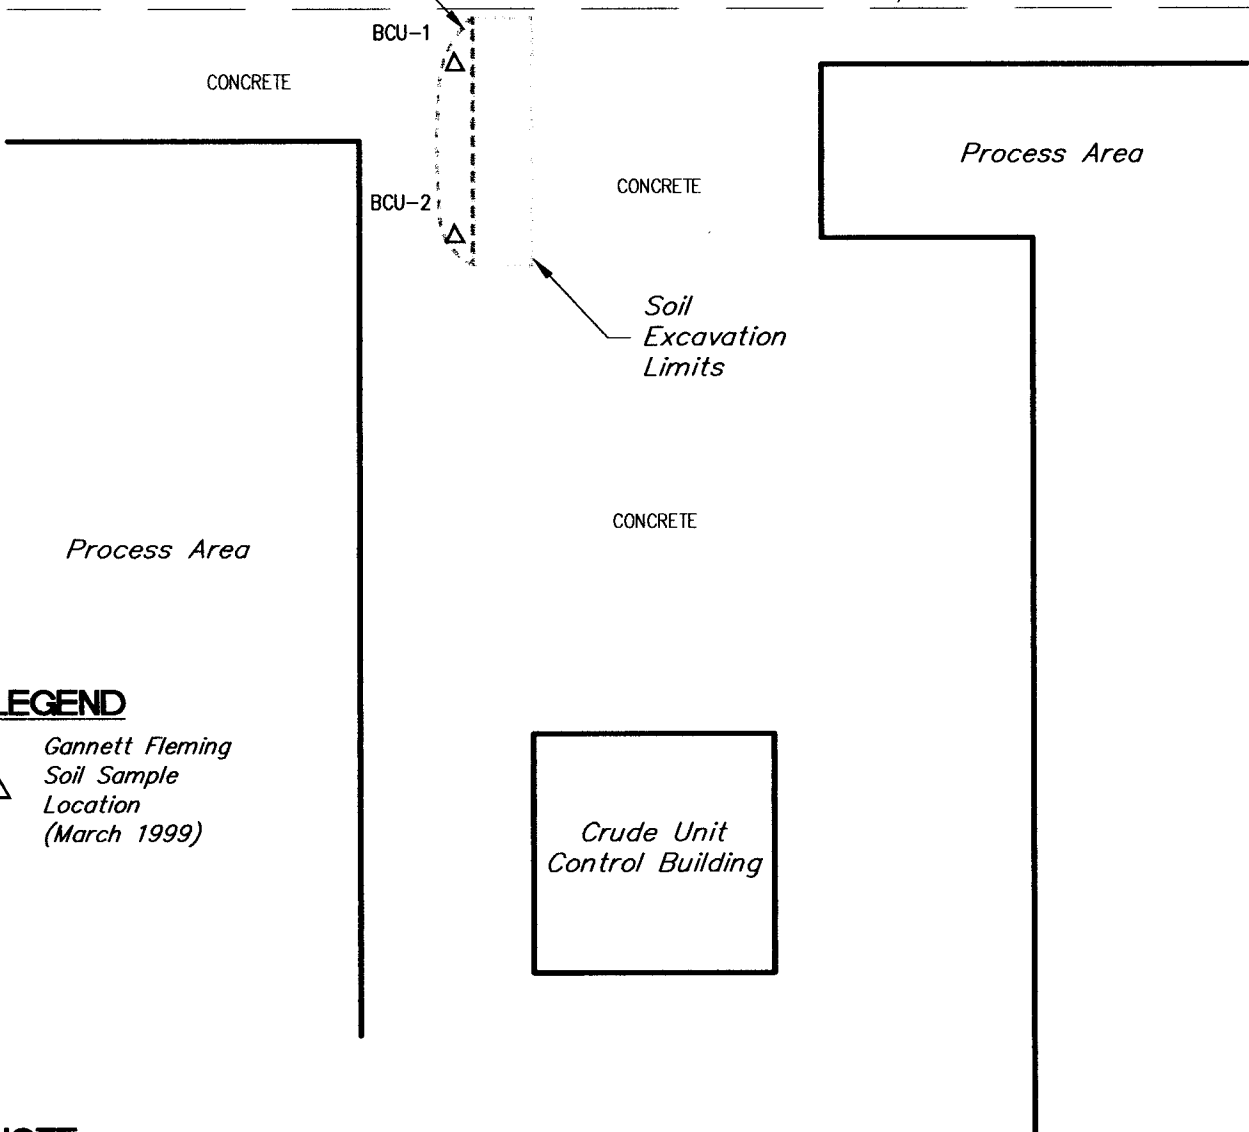 BCU-1
CONCRETE
Process Area
CONCRETE
BCU-2
Soil
Excavation
Limits
CONCRETE
Process Area
LEGEND
Gannett Fleming
Soil Sample
Location
(March 1999)
Crude Unit
Control Building